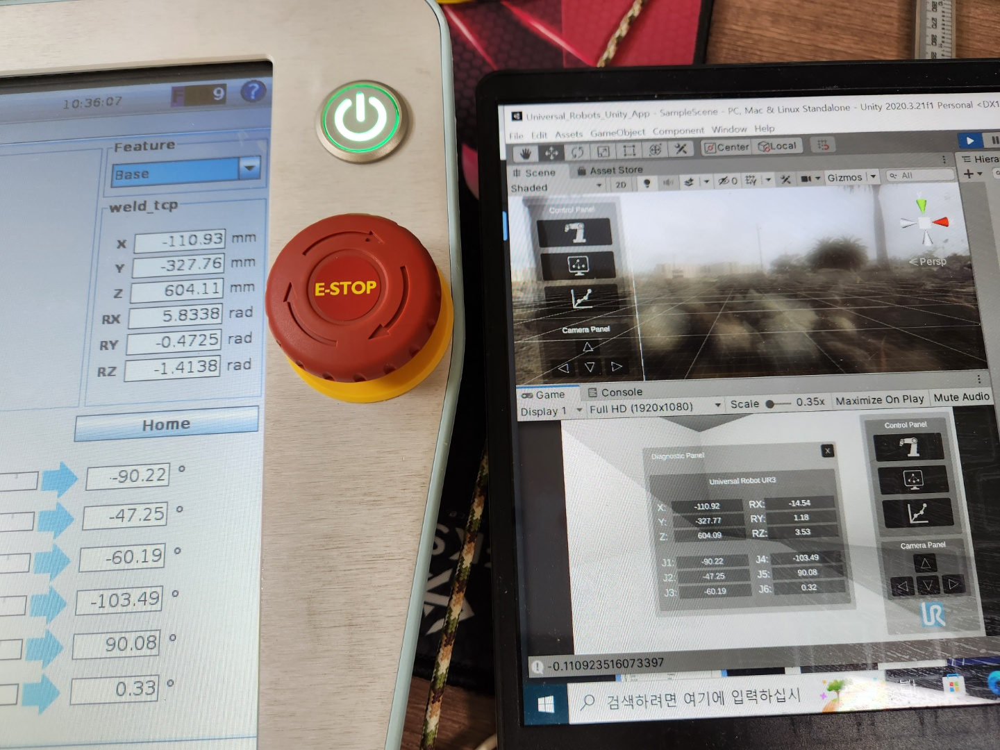 10:36:07
F 9 ?
Feature
Base
weld_tcp
X -110.93 mm
Y -327.76 mm
Z 604.11 mm
RX 5.8338 rad
RY -0.4725 rad
RZ -1.4138 rad
Home
-90.22 °
-47.25 °
-60.19 °
-103.49 °
90.08 °
0.33 °
E-STOP
Universal_Robots_Unity_App - SampleScene - PC, Mac & Linux Standalone - Unity 2020.3.21f1 Personal <DX1
File Edit Assets GameObject Component Window Help
Center Local
Scene Asset Store
Hiera
Shaded 2D 0 Gizmos All
Control Panel
Persp
Camera Panel
Game Console
Display 1 Full HD (1920x1080) Scale 0.35x Maximize On Play Mute Audio
Diagnostic Panel X
Universal Robot UR3
X: -110.92 RX: -14.54
Y: -327.77 RY: 1.18
Z: 604.09 RZ: 3.53
J1: -90.22 J4: -103.49
J2: -47.25 J5: 90.08
J3: -60.19 J6: 0.32
Control Panel
Camera Panel
UR
-0.110923516073397
검색하려면 여기에 입력하십시